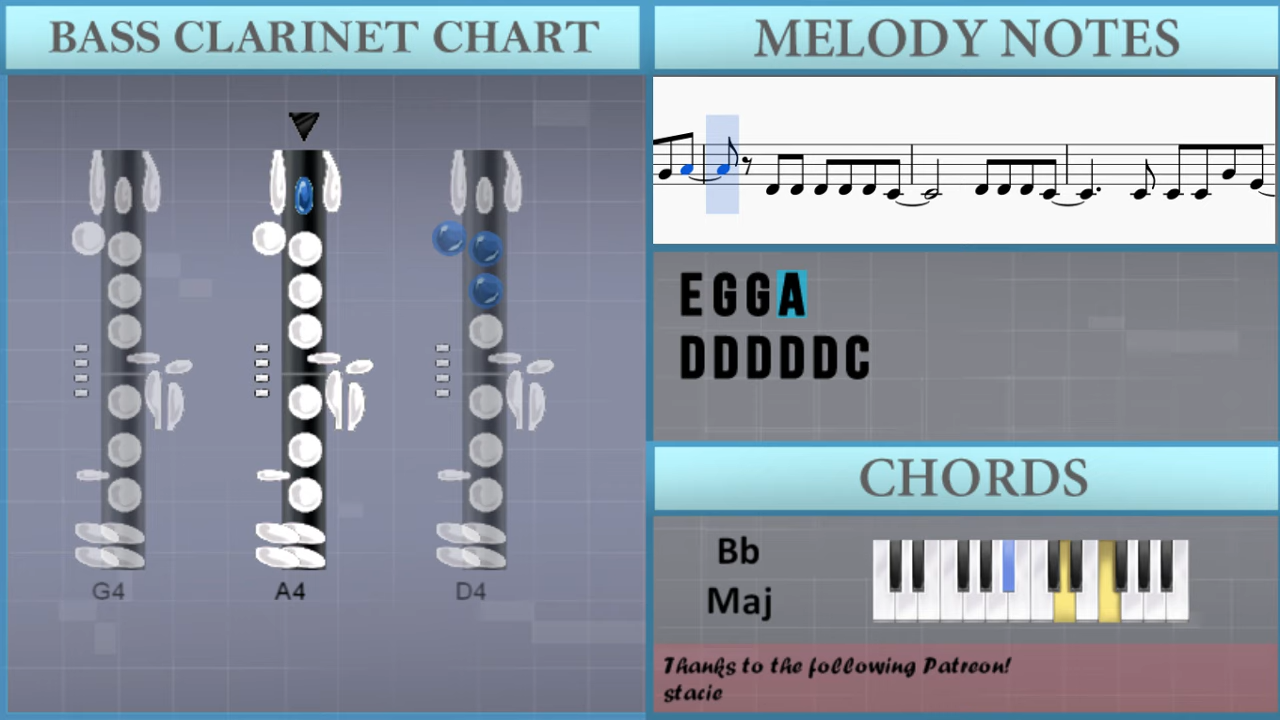 BASS CLARINET CHART
G4 A4 D4
MELODY NOTES
EGGA
DDDDDC
CHORDS
Bb
Maj
Thanks to the following Patreon!
stacie